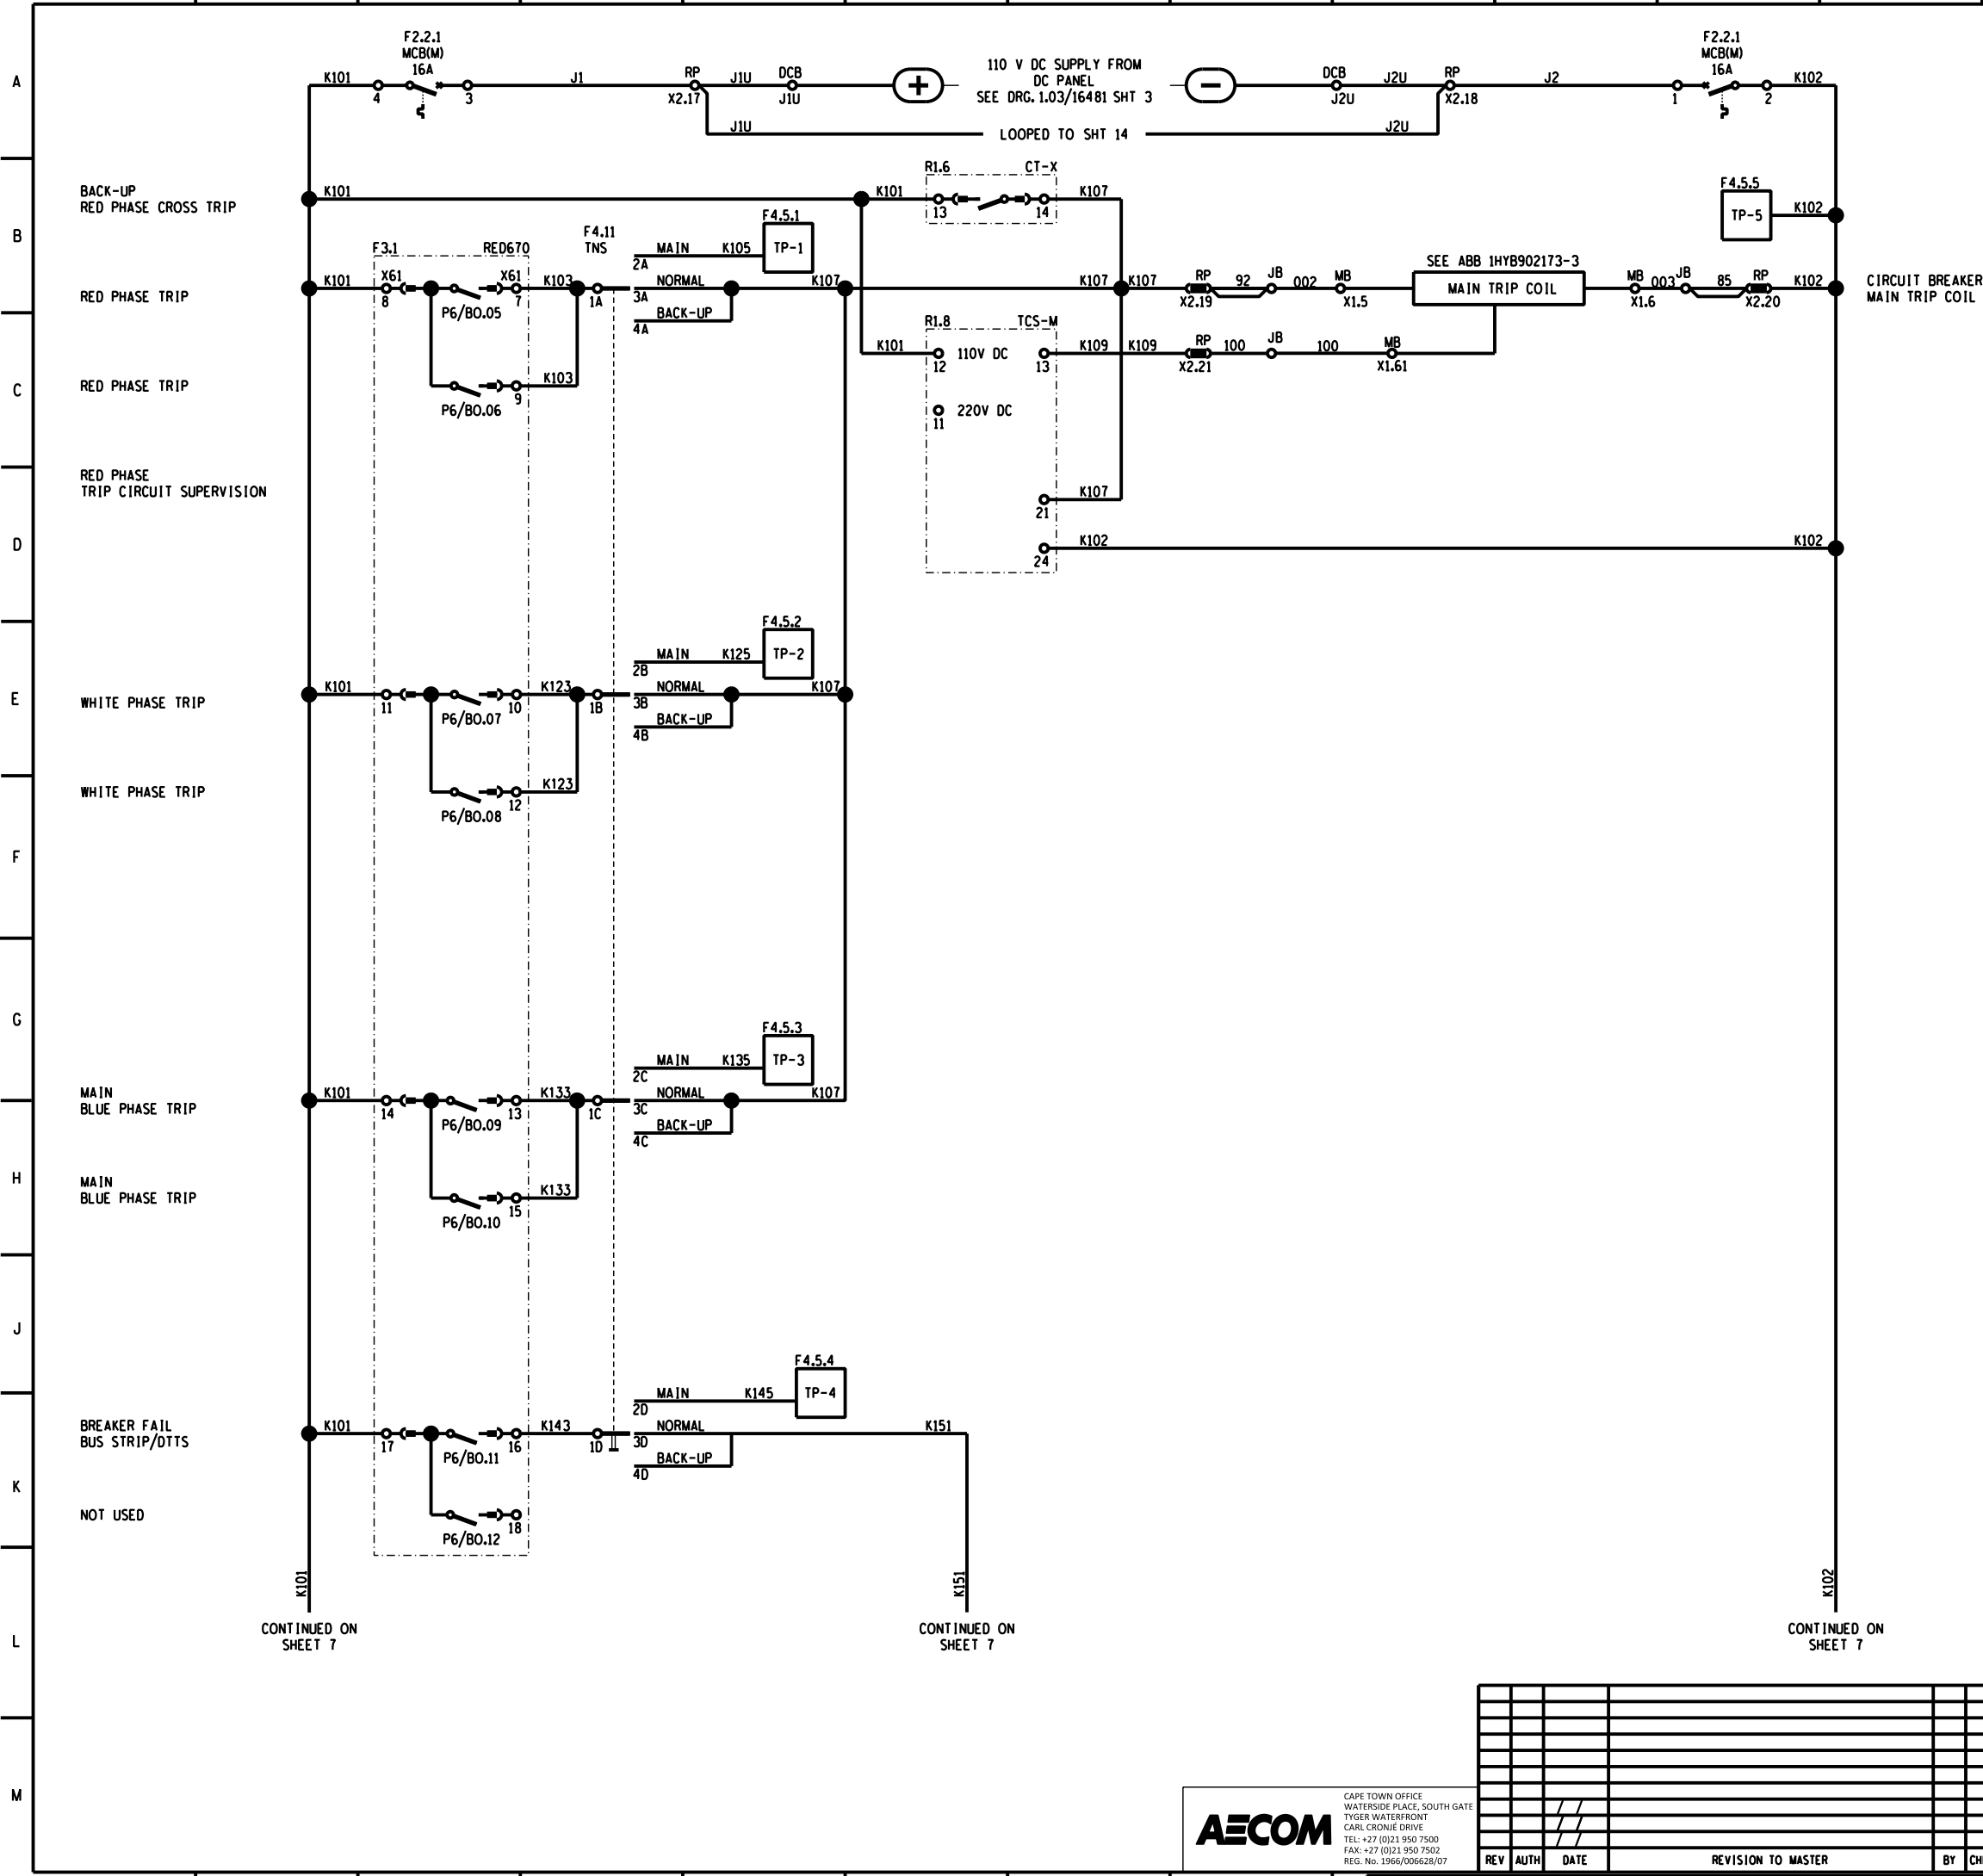 A
F2.2.1
MCB(M)
16A
K101
4
3
J1
RP
X2.17
J1U
DCB
J1U
+
110 V DC SUPPLY FROM
DC PANEL
SEE DRG. 1.03/16481 SHT 3
−
DCB
J2U
J2U
RP
X2.18
J2
F2.2.1
MCB(M)
16A
1
2
K102
J1U
LOOPED TO SHT 14
J2U
B
BACK-UP
RED PHASE CROSS TRIP
K101
K101
R1.6
CT-X
13
14
K107
F4.5.5
TP-5
K102
F4.5.1
TP-1
F3.1
RED670
F4.11
TNS
MAIN
K105
2A
RED PHASE TRIP
K101
X61
8
P6/BO.05
X61
7
K103
1A
NORMAL
3A
K107
BACK-UP
4A
K107
K107
RP
X2.19
92
JB
002
MB
X1.5
SEE ABB 1HYB902173-3
MAIN TRIP COIL
MB
X1.6
003
JB
85
RP
X2.20
K102
CIRCUIT BREAKER
MAIN TRIP COIL
C
R1.8
TCS-M
K101
12
110V DC
13
K109
K109
RP
X2.21
100
JB
100
MB
X1.61
RED PHASE TRIP
P6/BO.06
9
K103
11
220V DC
RED PHASE
TRIP CIRCUIT SUPERVISION
K107
21
D
K102
24
K102
F4.5.2
TP-2
MAIN
K125
2B
E
WHITE PHASE TRIP
K101
11
P6/BO.07
10
K123
1B
NORMAL
3B
K107
BACK-UP
4B
WHITE PHASE TRIP
P6/BO.08
12
K123
F
G
F4.5.3
TP-3
MAIN
K135
2C
MAIN
BLUE PHASE TRIP
K101
14
P6/BO.09
13
K133
1C
NORMAL
3C
K107
BACK-UP
4C
H
MAIN
BLUE PHASE TRIP
P6/BO.10
15
K133
J
F4.5.4
TP-4
MAIN
K145
2D
BREAKER FAIL
BUS STRIP/DTTS
K101
17
P6/BO.11
16
K143
1D
NORMAL
3D
K151
BACK-UP
4D
K
NOT USED
P6/BO.12
18
K101
K151
K102
L
CONTINUED ON
SHEET 7
CONTINUED ON
SHEET 7
CONTINUED ON
SHEET 7
M
AECOM
CAPE TOWN OFFICE
WATERSIDE PLACE, SOUTH GATE
TYGER WATERFRONT
CARL CRONJÉ DRIVE
TEL: +27 (0)21 950 7500
FAX: +27 (0)21 950 7502
REG. No. 1966/006628/07
/ /
/ /
/ /
REV AUTH DATE REVISION TO MASTER BY